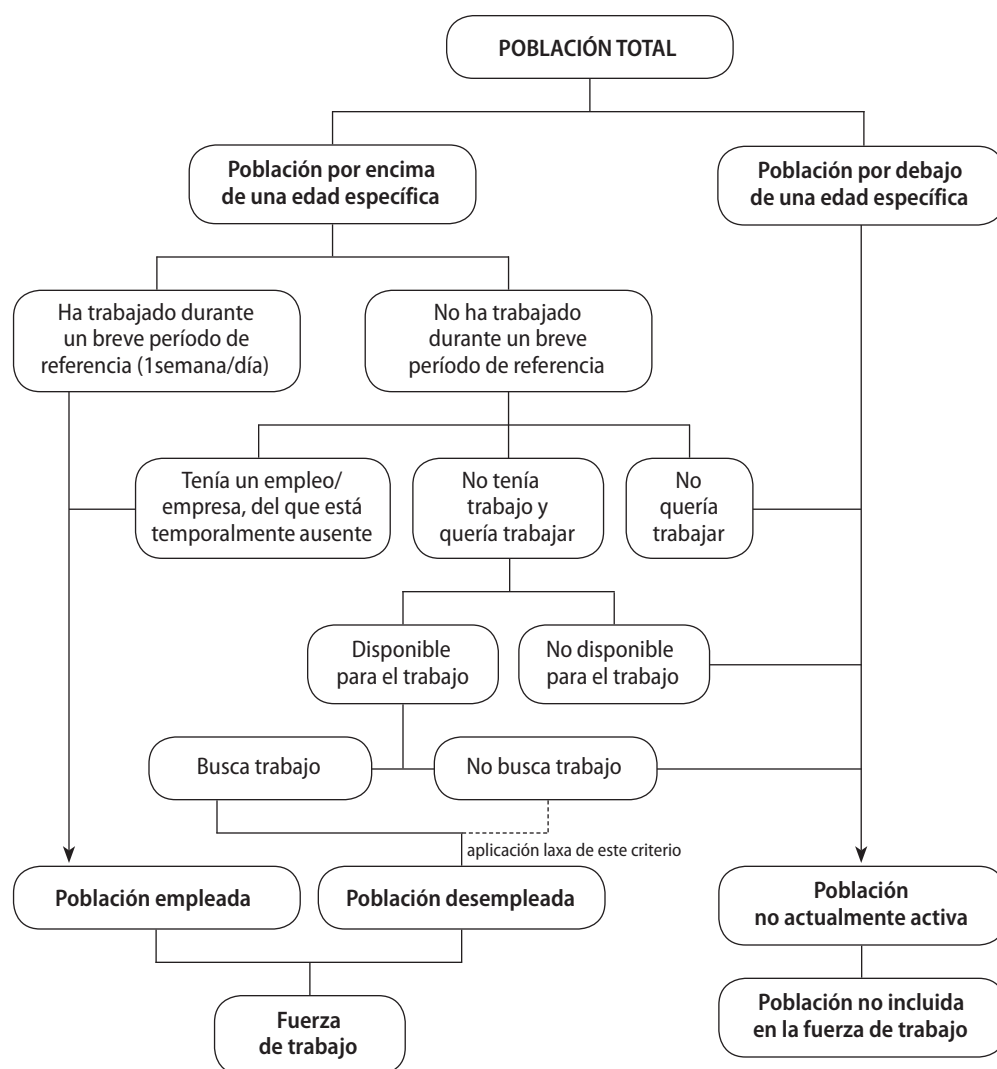 POBLACIÓN TOTAL
Población por encima
de una edad específica
Población por debajo
de una edad específica
Ha trabajado durante
un breve período de
referencia (1semana/día)
No ha trabajado
durante un breve
período de referencia
Tenía un empleo/
empresa, del que está
temporalmente ausente
No tenía
trabajo y
quería trabajar
No
quería
trabajar
Disponible
para el trabajo
No disponible
para el trabajo
Busca trabajo
No busca trabajo
aplicación laxa de este criterio
Población empleada
Población desempleada
Población
no actualmente activa
Fuerza
de trabajo
Población no incluida
en la fuerza de trabajo